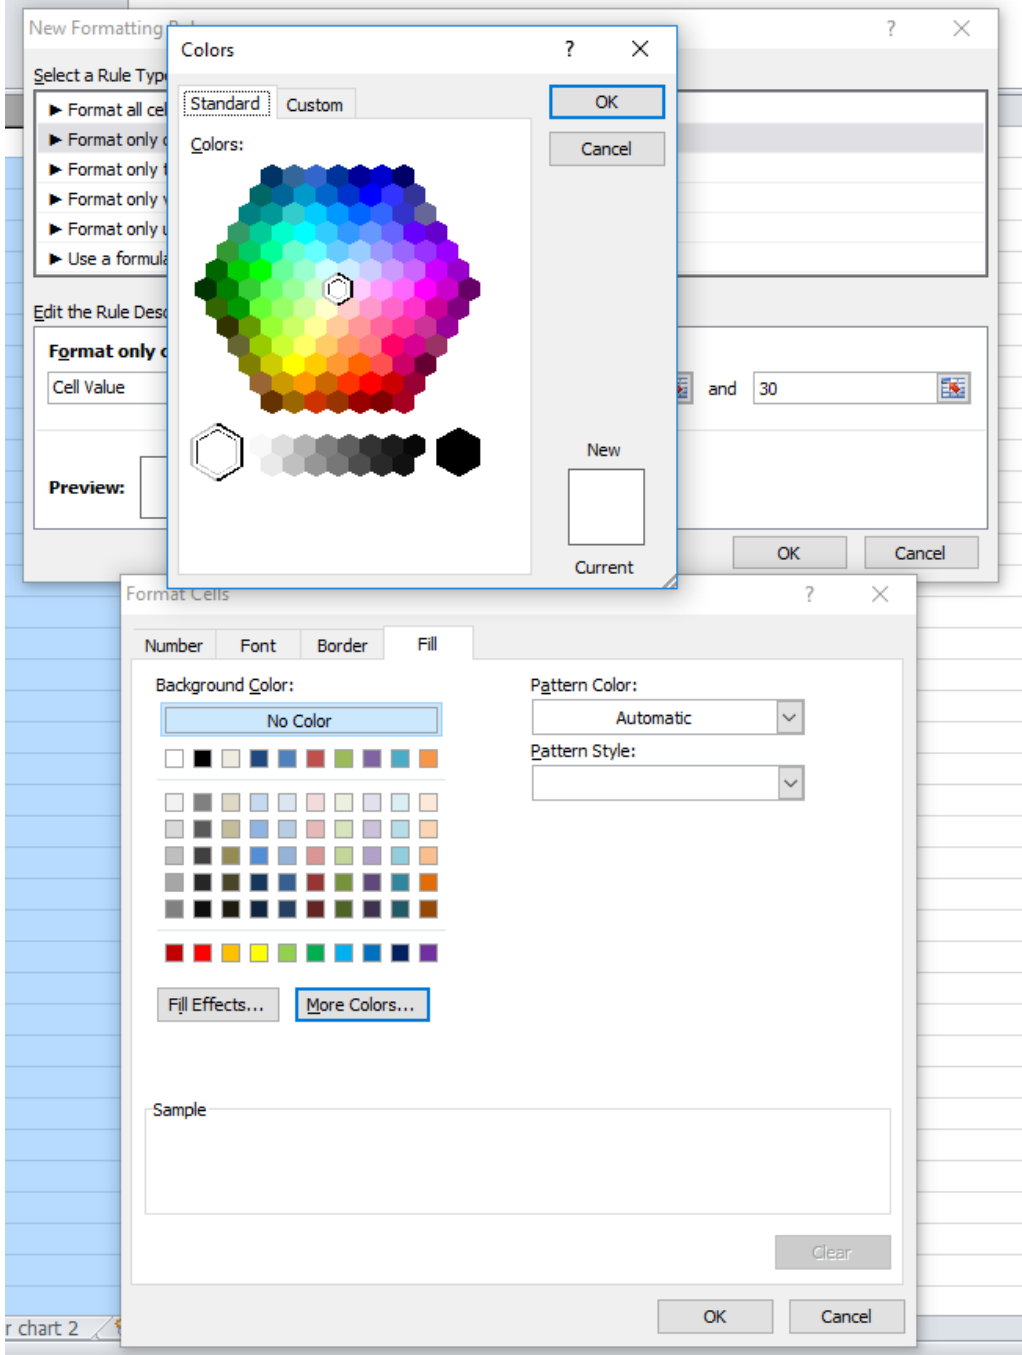 New Formatting
?
Colors
?
Select a Rule Typ
► Format all cel
► Format only
► Format only
► Format only
► Format only
► Use a formula
Standard
Custom
Colors:
OK
Cancel
Edit the Rule Desc
Format only c
Cell Value
and
30
Preview:
New
Current
OK
Cancel
Format Cells
?
Number
Font
Border
Fill
Background Color:
No Color
Pattern Color:
Automatic
Pattern Style:
Fill Effects...
More Colors...
Sample
Clear
OK
Cancel
r chart 2